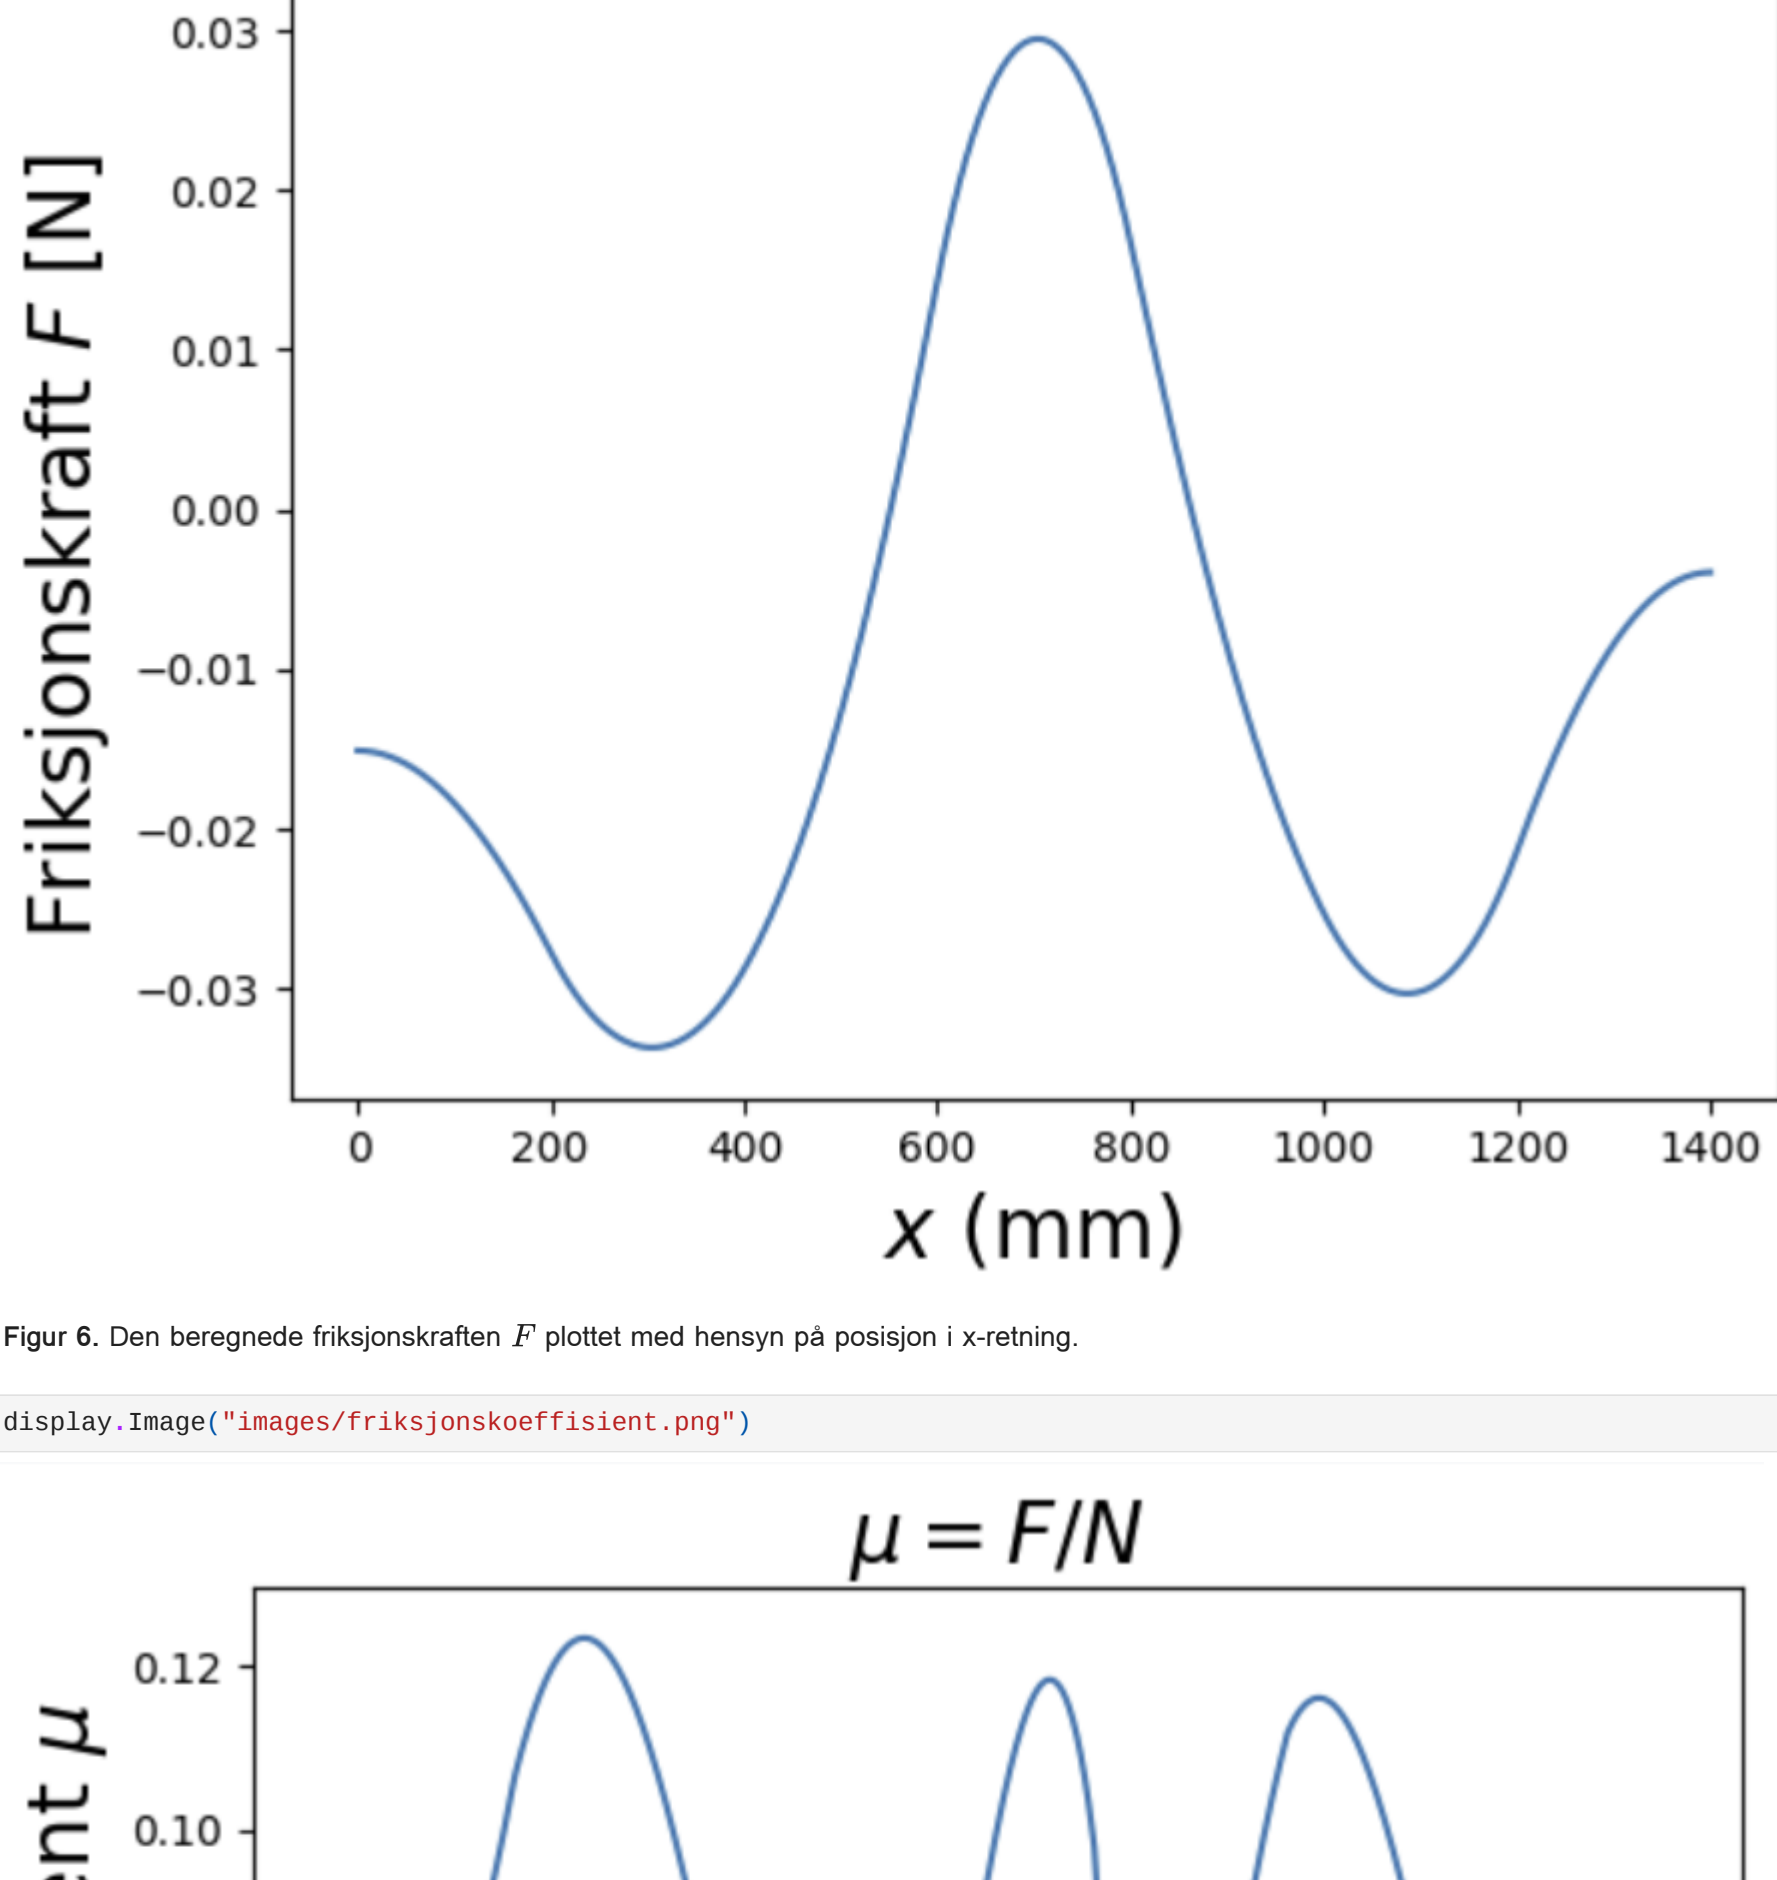 0.03
0.02
0.01
0.00
−0.01
−0.02
−0.03
Friksjonskraft F [N]
0 200 400 600 800 1000 1200 1400
x (mm)
Figur 6. Den beregnede friksjonskraften F plottet med hensyn på posisjon i x-retning.
display.Image("images/friksjonskoeffisient.png")
μ = F/N
0.12
0.10